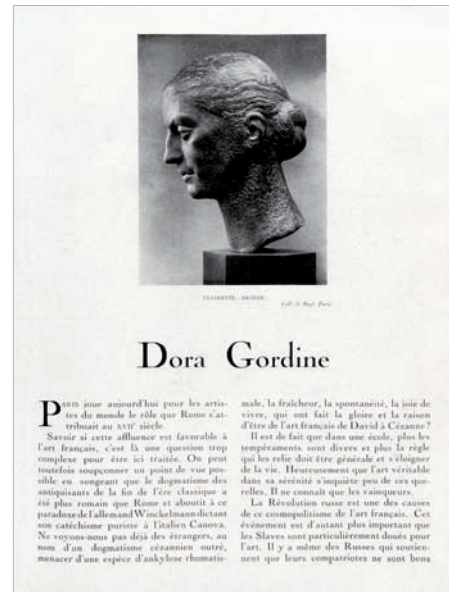 CLAIRETTE. BRONZE.
Coll. Paris
Dora Gordine
PARIS joue aujourd'hui pour les artis-
tes du monde le rôle que Rome s'at-
tribuait au XVIIe siècle.
Savoir si cette affluence est favorable à
l'art français, c'est là une question trop
complexe pour être ici traitée. On peut
toutefois soupçonner un point de vue pos-
sible en songeant que le dogmatisme des
antiquisants de la fin de l'ère classique a
été plus romain que Rome et aboutit à ce
paradoxe de l'allemand Winckelmann dictant
son catéchisme puriste à l'italien Canova.
Ne voyons-nous pas déjà des étrangers, au
nom d'un dogmatisme cézannien outré,
menacer d'une espèce d'ankylose rhumatis-
male, la fraîcheur, la spontanéité, la joie de
vivre, qui ont fait la gloire et la raison
d'être de l'art français de David à Cézanne ?
Il est de fait que dans une école, plus les
tempéraments sont divers et plus la règle
qui les relie doit être générale et s'éloigner
de la vie. Heureusement que l'art véritable
dans sa sérénité s'inquiète peu de ces que-
relles. Il ne connaît que les vainqueurs.
La Révolution russe est une des causes
de ce cosmopolitisme de l'art français. Cet
événement est d'autant plus important que
les Slaves sont particulièrement doués pour
l'art. Il y a même des Russes qui soutien-
nent que leurs compatriotes ne sont bons